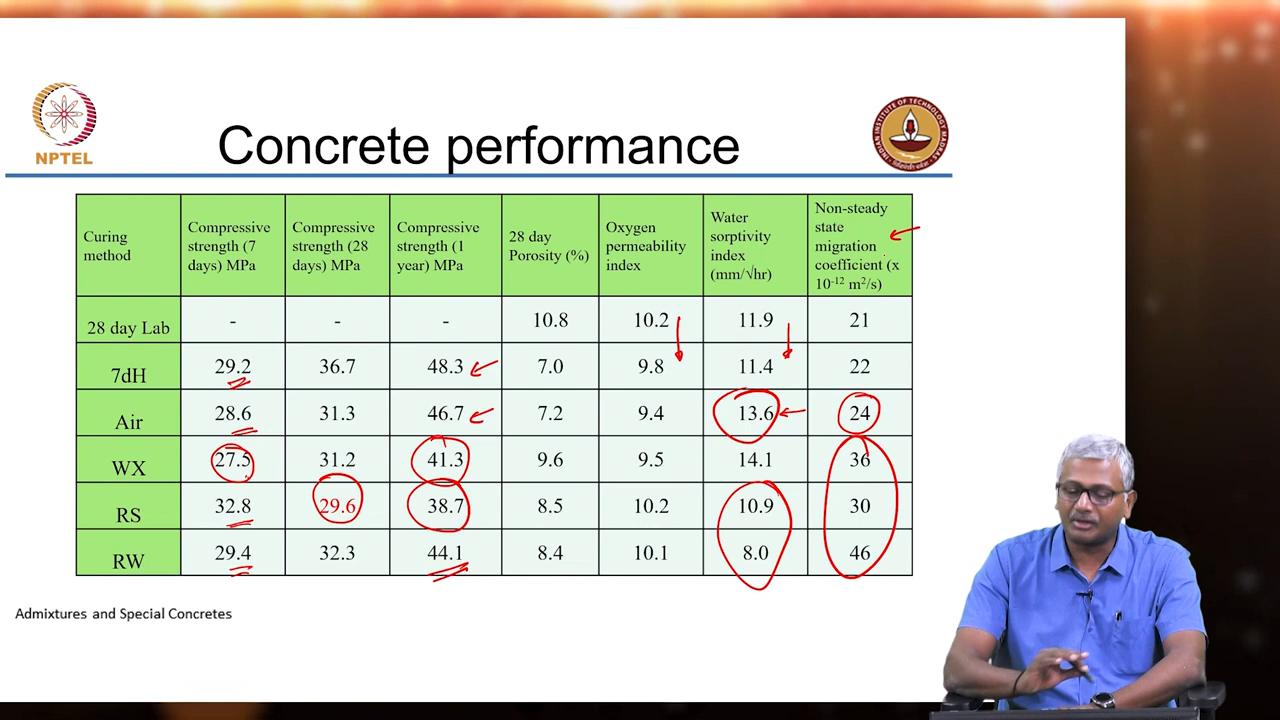 NPTEL
Concrete performance
INDIAN INSTITUTE OF TECHNOLOGY MADRAS
Curing
method
Compressive
strength (7
days) MPa
Compressive
strength (28
days) MPa
Compressive
strength (1
year) MPa
28 day
Porosity (%)
Oxygen
permeability
index
Water
sorptivity
index
(mm/√hr)
Non-steady
state
migration
coefficient (x
10⁻¹² m²/s)
28 day Lab - - - 10.8 10.2 11.9 21
7dH 29.2 36.7 48.3 7.0 9.8 11.4 22
Air 28.6 31.3 46.7 7.2 9.4 13.6 24
WX 27.5 31.2 41.3 9.6 9.5 14.1 36
RS 32.8 29.6 38.7 8.5 10.2 10.9 30
RW 29.4 32.3 44.1 8.4 10.1 8.0 46
Admixtures and Special Concretes